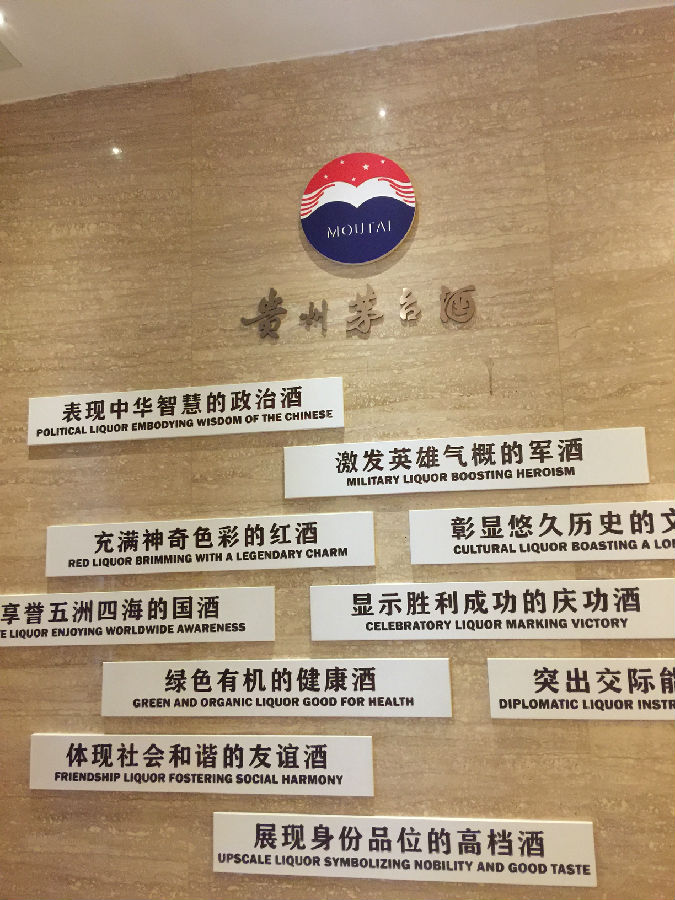 MOUTAI
贵州茅台酒
表现中华智慧的政治酒
POLITICAL LIQUOR EMBODYING WISDOM OF THE CHINESE
激发英雄气概的军酒
MILITARY LIQUOR BOOSTING HEROISM
充满神奇色彩的红酒
RED LIQUOR BRIMMING WITH A LEGENDARY CHARM
彰显悠久历史的
CULTURAL LIQUOR BOASTING A
享誉五洲四海的国酒
LIQUOR ENJOYING WORLDWIDE AWARENESS
显示胜利成功的庆功酒
CELEBRATORY LIQUOR MARKING VICTORY
绿色有机的健康酒
GREEN AND ORGANIC LIQUOR GOOD FOR HEALTH
突出交际能
DIPLOMATIC LIQUOR
体现社会和谐的友谊酒
FRIENDSHIP LIQUOR FOSTERING SOCIAL HARMONY
展现身份品位的高档酒
UPSCALE LIQUOR SYMBOLIZING NOBILITY AND GOOD TASTE